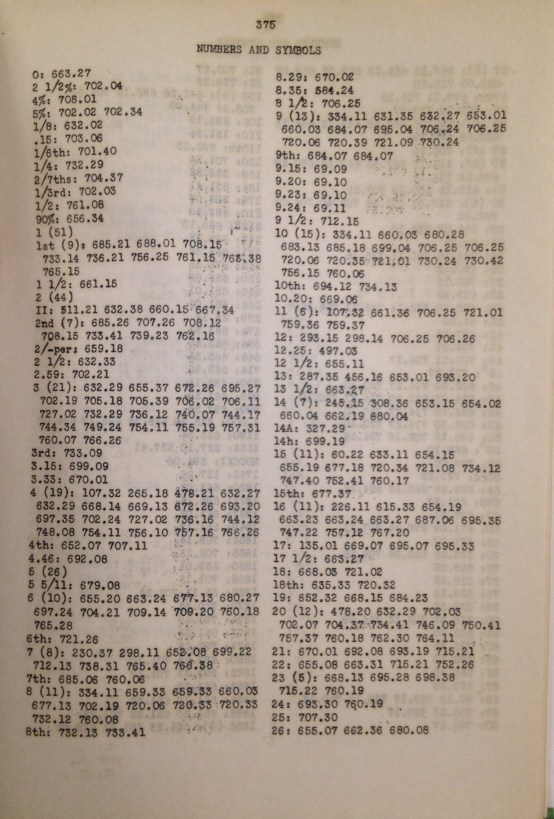 375
NUMBERS AND SYMBOLS
0: 663.27
2 1/2%: 702.04
4%: 708.01
5%: 702.02 702.34
1/8: 632.02
.15: 703.06
1/6th: 701.40
1/4: 732.29
2/7ths: 704.37
1/3rd: 702.03
1/2: 761.08
90%: 656.34
1 (51)
1st (9): 685.21 688.01 708.15
733.14 736.21 756.25 761.15 763.38
765.15
1 1/2: 661.15
2 (44)
II: 511.21 632.38 660.15 667.34
2nd (7): 685.26 707.26 708.12
708.15 733.41 739.23 762.16
2/-per: 659.18
2 1/2: 632.33
2.59: 702.21
3 (21): 632.29 655.37 672.26 695.27
702.19 705.18 705.39 706.02 706.11
727.02 732.29 736.12 740.07 744.17
744.34 749.24 754.11 755.19 757.31
760.07 766.26
3rd: 733.09
3.15: 699.09
3.33: 670.01
4 (19): 107.32 265.18 478.21 632.27
632.29 668.14 669.13 672.26 693.20
697.35 702.24 727.02 736.16 744.12
748.08 754.11 756.10 757.16 766.26
4th: 652.07 707.11
4.46: 692.08
5 (26)
5 5/11: 679.08
6 (10): 655.20 663.24 677.13 680.27
697.24 704.21 709.14 709.20 760.18
765.28
6th: 721.26
7 (8): 230.37 298.11 652.08 699.22
712.13 738.31 765.40 766.38
7th: 685.06 760.06
8 (11): 334.11 659.33 659.33 660.03
677.13 702.19 720.06 720.33 720.33
732.12 760.08
8th: 732.13 733.41
8.29: 670.02
8.35: 584.24
8 1/2: 706.25
9 (13): 334.11 631.35 632.27 653.01
660.03 684.07 695.04 706.24 706.25
720.06 720.39 721.09 730.24
9th: 684.07 684.07
9.15: 69.09
9.20: 69.10
9.23: 69.10
9.24: 69.11
9 1/2: 712.15
10 (15): 334.11 660.03 680.28
683.13 685.18 699.04 706.25 706.25
720.06 720.35 721.01 730.24 730.42
756.15 760.06
10th: 694.12 734.13
10.20: 669.06
11 (6): 107.32 661.36 706.25 721.01
759.36 759.37
12: 293.15 298.14 706.25 706.26
12.25: 497.03
12 1/2: 655.11
13: 287.35 456.16 653.01 693.20
13 1/2: 663.27
14 (7): 245.15 308.36 653.15 654.02
660.04 662.19 680.04
14A: 327.29
14h: 699.19
15 (11): 60.22 633.11 654.15
655.19 677.18 720.34 721.08 734.12
747.40 752.41 760.17
15th: 677.37
16 (11): 226.11 615.33 654.19
663.23 663.24 663.27 687.06 695.35
747.22 757.12 767.20
17: 135.01 669.07 695.07 695.33
17 1/2: 663.27
18: 668.03 721.02
18th: 635.33 720.32
19: 652.32 668.15 684.23
20 (12): 478.20 632.29 702.03
702.07 704.37 734.41 746.09 750.41
757.37 760.18 762.30 764.11
21: 670.01 692.08 693.19 715.21
22: 655.08 663.31 715.21 752.26
23 (5): 668.13 695.28 698.38
715.22 760.19
24: 693.30 760.19
25: 707.30
26: 655.07 662.36 680.08